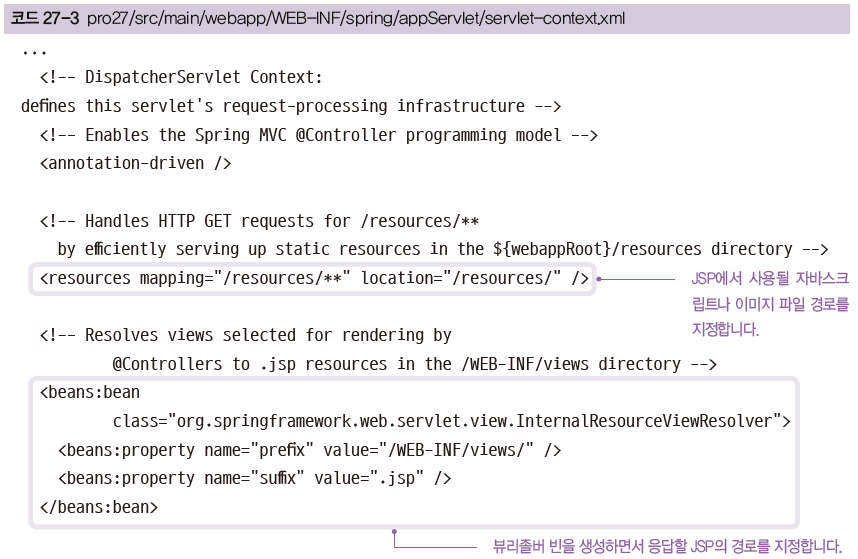 코드 27-3 pro27/src/main/webapp/WEB-INF/spring/appServlet/servlet-context.xml
...
<!-- DispatcherServlet Context:
defines this servlet's request-processing infrastructure -->
<!-- Enables the Spring MVC @Controller programming model -->
<annotation-driven />
<!-- Handles HTTP GET requests for /resources/**
by efficiently serving up static resources in the ${webappRoot}/resources directory -->
<resources mapping="/resources/**" location="/resources/" />
JSP에서 사용될 자바스크
립트나 이미지 파일 경로를
지정합니다.
<!-- Resolves views selected for rendering by
@Controllers to .jsp resources in the /WEB-INF/views directory -->
<beans:bean
class="org.springframework.web.servlet.view.InternalResourceViewResolver">
<beans:property name="prefix" value="/WEB-INF/views/" />
<beans:property name="suffix" value=".jsp" />
</beans:bean>
뷰리졸버 빈을 생성하면서 응답할 JSP의 경로를 지정합니다.